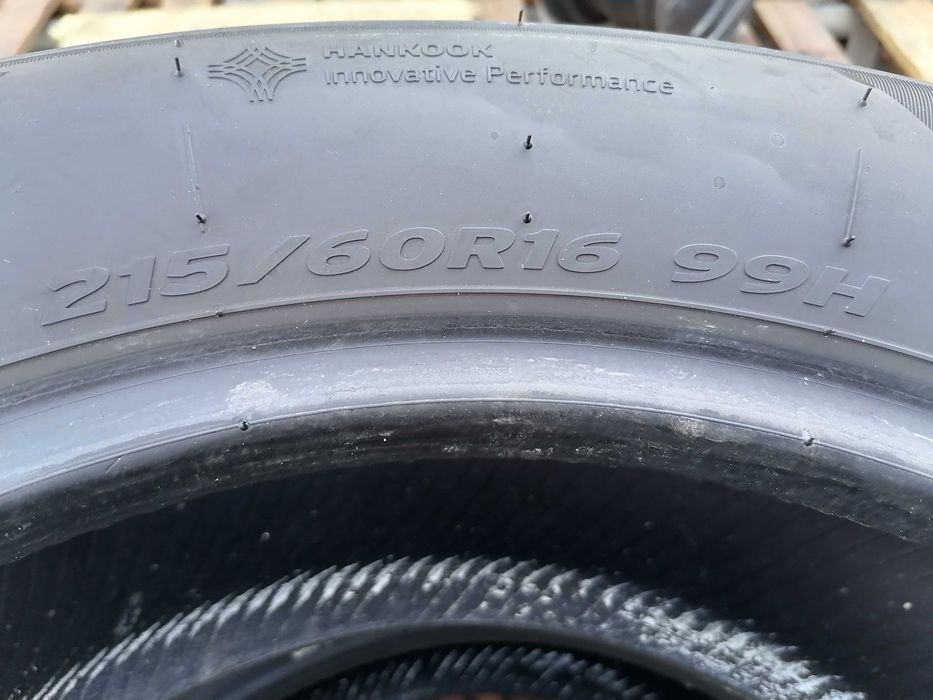 HANKOOK
Innovative Performance
215/60R16 99H